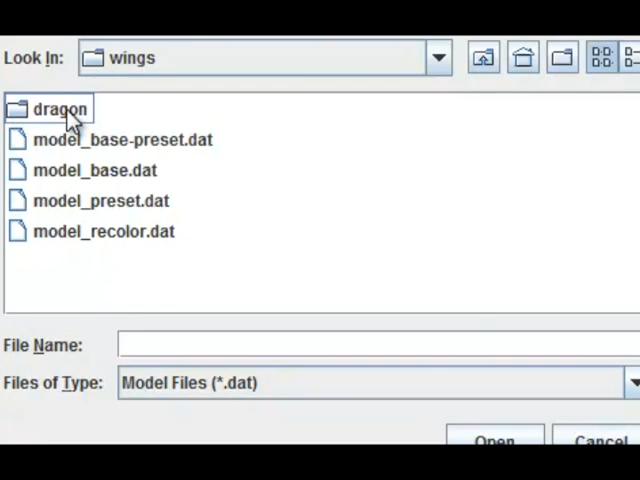 Look In: wings
dragon
model_base-preset.dat
model_base.dat
model_preset.dat
model_recolor.dat
File Name:
Files of Type: Model Files (*.dat)
Open Cancel